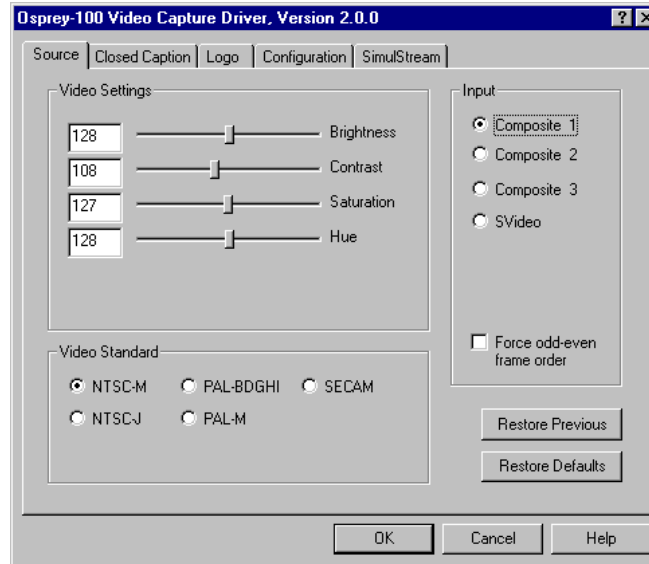 Osprey-100 Video Capture Driver, Version 2.0.0
Source Closed Caption Logo Configuration SimulStream
Video Settings
128 Brightness
108 Contrast
127 Saturation
128 Hue
Input
Composite 1
Composite 2
Composite 3
SVideo
Force odd-even
frame order
Video Standard
NTSC-M PAL-BDGHI SECAM
NTSC-J PAL-M
Restore Previous
Restore Defaults
OK Cancel Help